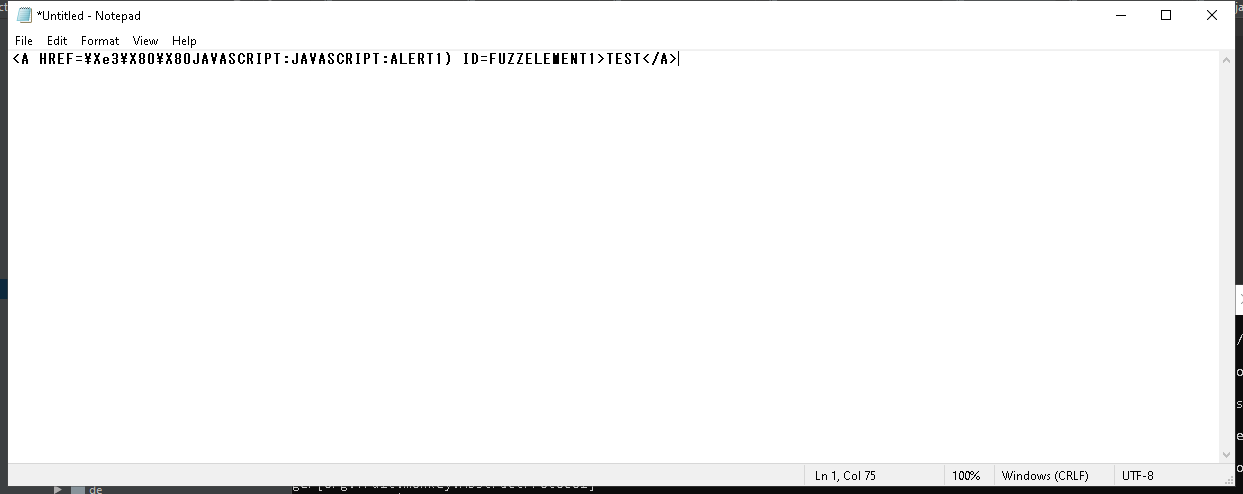 *Untitled - Notepad
File Edit Format View Help
<A HREF=¥Xe3¥X80¥X80JAVASCRIPT:JAVASCRIPT:ALERT1) ID=FUZZELEMENT1>TEST</A>
Ln 1, Col 75 100% Windows (CRLF) UTF-8
de